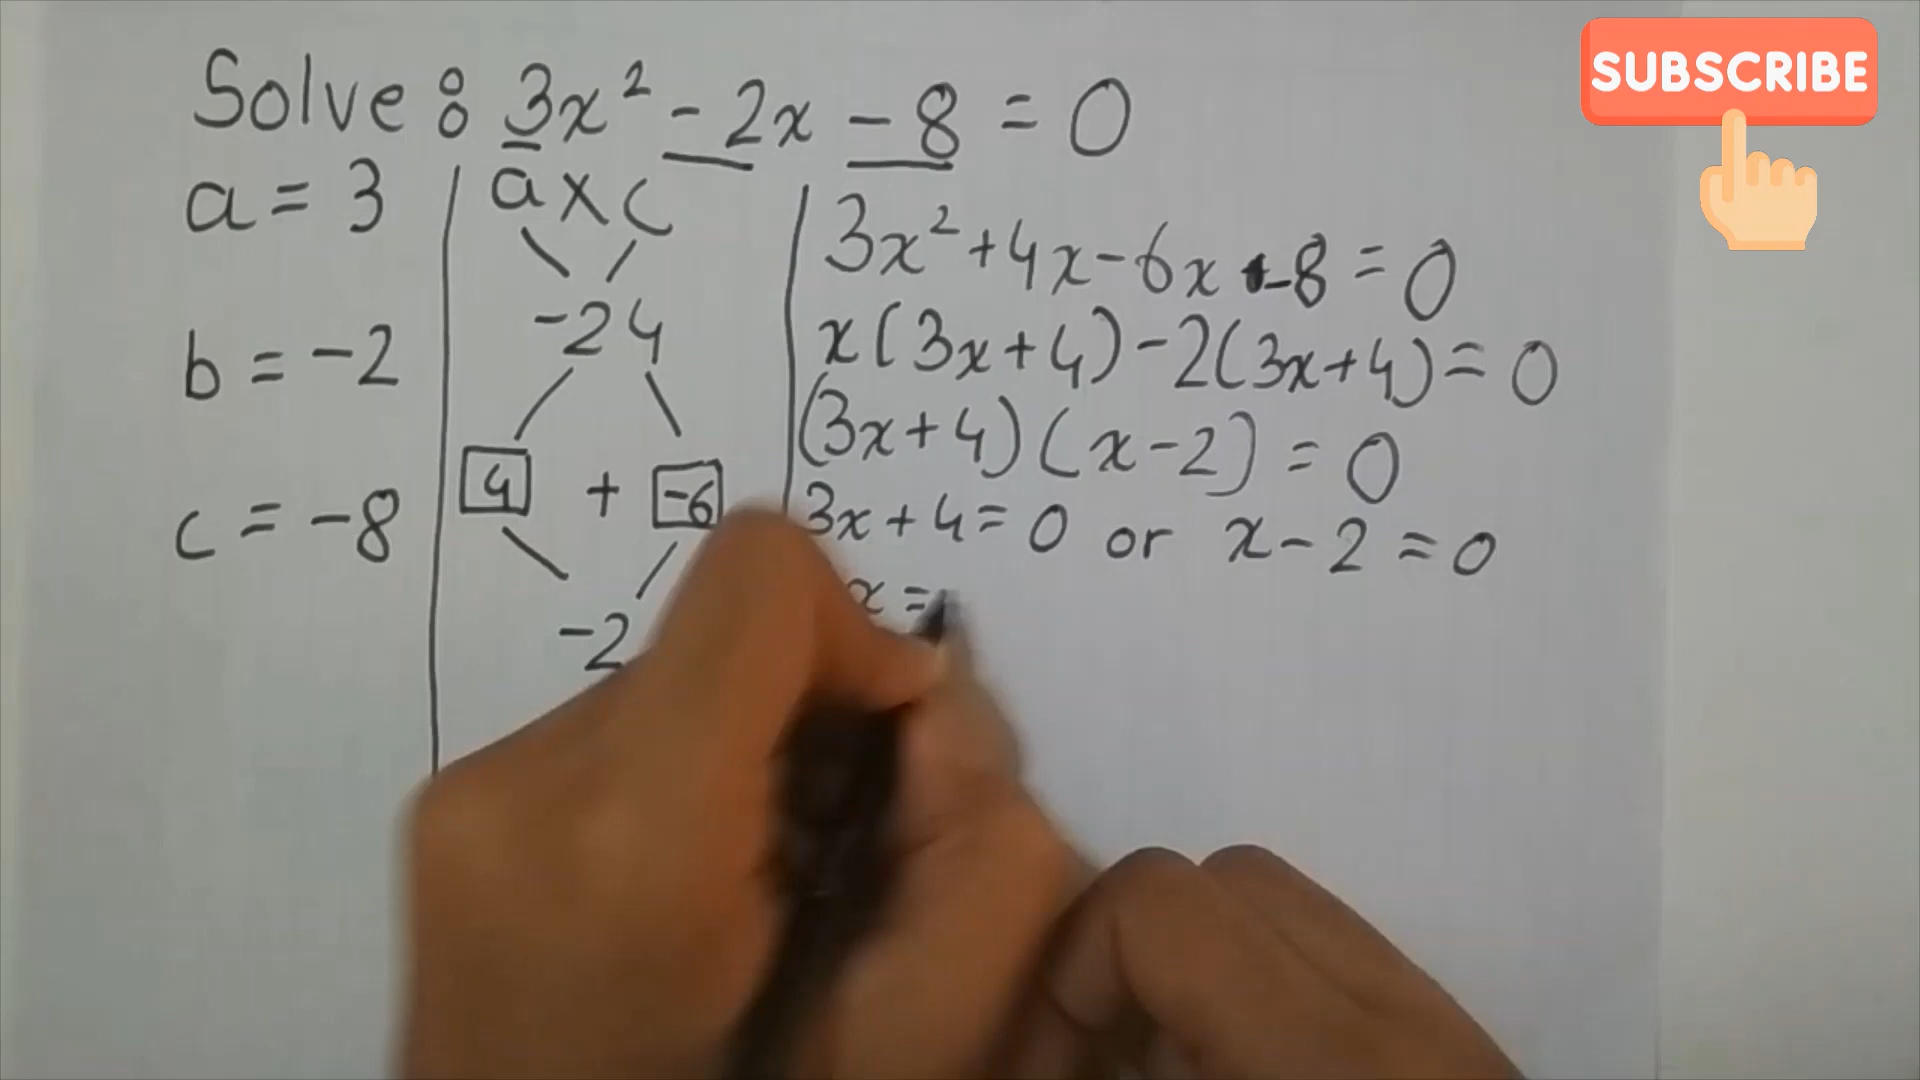 Solve : 3x² - 2x - 8 = 0
a = 3
b = -2
c = -8
a x c
-24
4 + -6
-2
3x² + 4x - 6x - 8 = 0
x(3x + 4) - 2(3x + 4) = 0
(3x + 4)(x - 2) = 0
3x + 4 = 0 or x - 2 = 0
x =
SUBSCRIBE